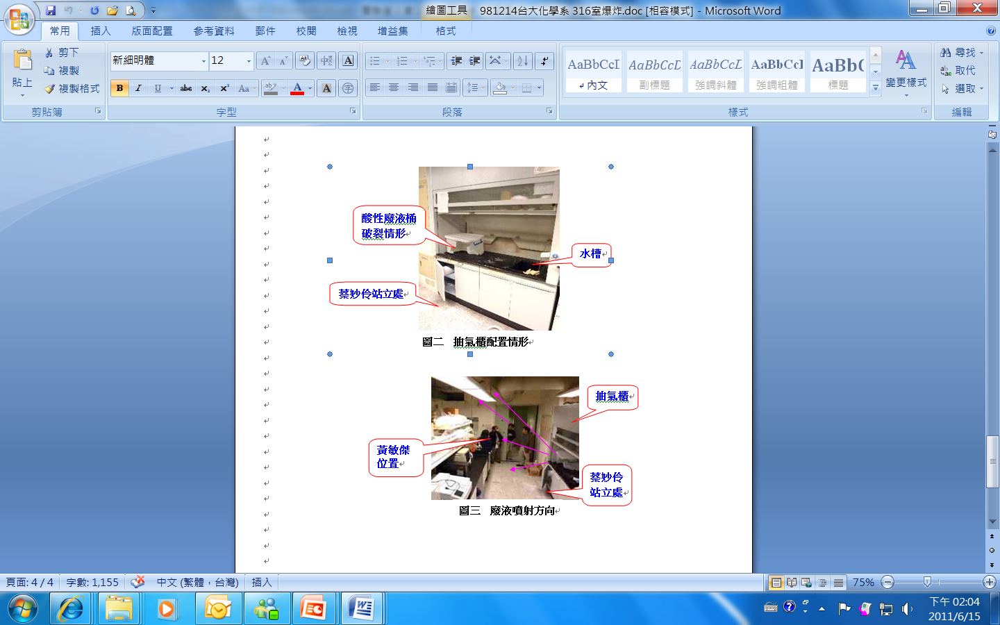 繪圖工具
981214台大化學系 316室爆炸.doc [相容模式] - Microsoft Word
常用 插入 版面配置 參考資料 郵件 校閱 檢視 增益集 格式
貼上
剪下
複製
複製格式
剪貼簿
新細明體 12
B I U abc x₂ x² Aa
字型
段落
AaBbCcI AaBbCcD AaBbCcD AaBbCcI AaBbC
內文 副標題 強調斜體 強調粗體 標題
變更樣式
樣式
尋找
取代
選取
編輯
酸性廢液桶
破裂情形
水槽
蔡妙伶站立處
圖二 抽氣櫃配置情形
抽氣櫃
黃敏傑
位置
蔡妙伶
站立處
圖三 廢液噴射方向
頁面: 4 / 4 字數: 1,155 中文 (繁體，台灣) 插入 75%
下午 02:04
2011/6/15